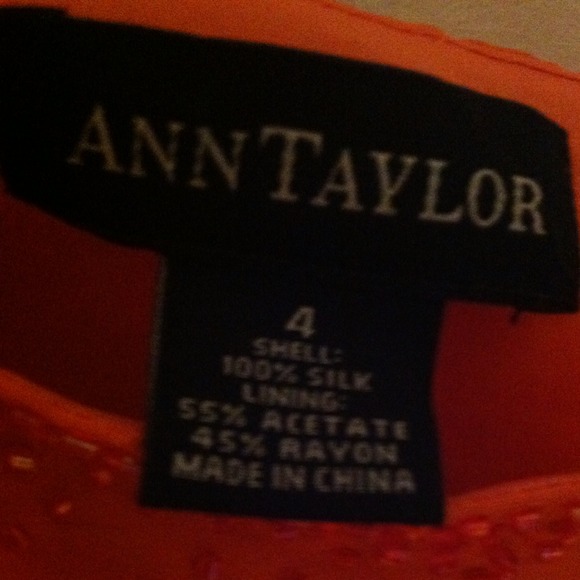 ANNTAYLOR
4
SHELL:
100% SILK
LINING:
55% ACETATE
45% RAYON
MADE IN CHINA